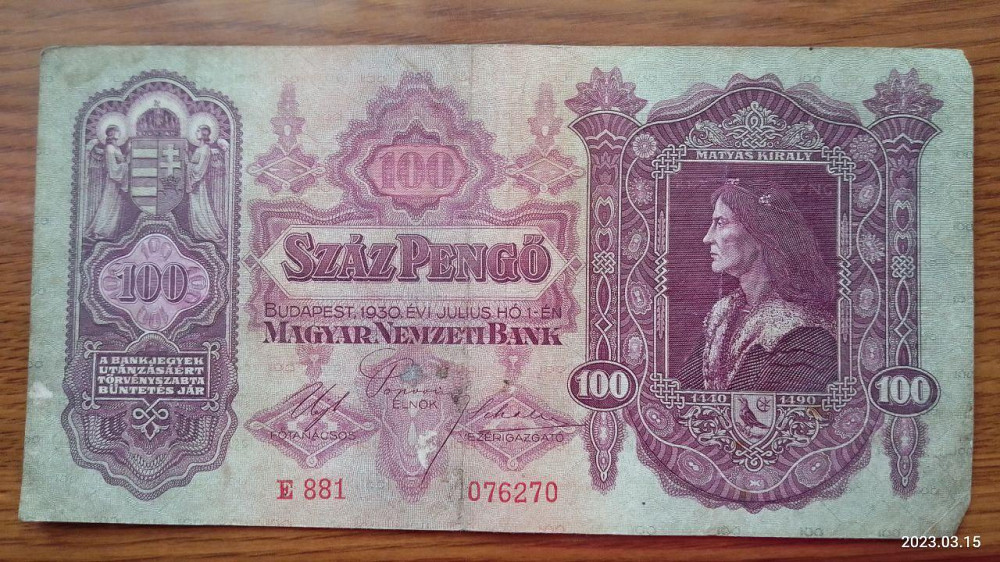 100
A BANKJEGYEK
UTÁNZÁSÁÉRT
TÖRVÉNYSZABTA
BÜNTETÉS JÁR
100
SZÁZ PENGŐ
BUDAPEST, 1930. ÉVI JULIUS HÓ 1-ÉN
MAGYAR NEMZETI BANK
ELNÖK
FŐTANÁCSOS
VEZÉRIGAZGATÓ
E 881
076270
MÁTYÁS KIRÁLY
100
100
1440
1490
2023.03.15